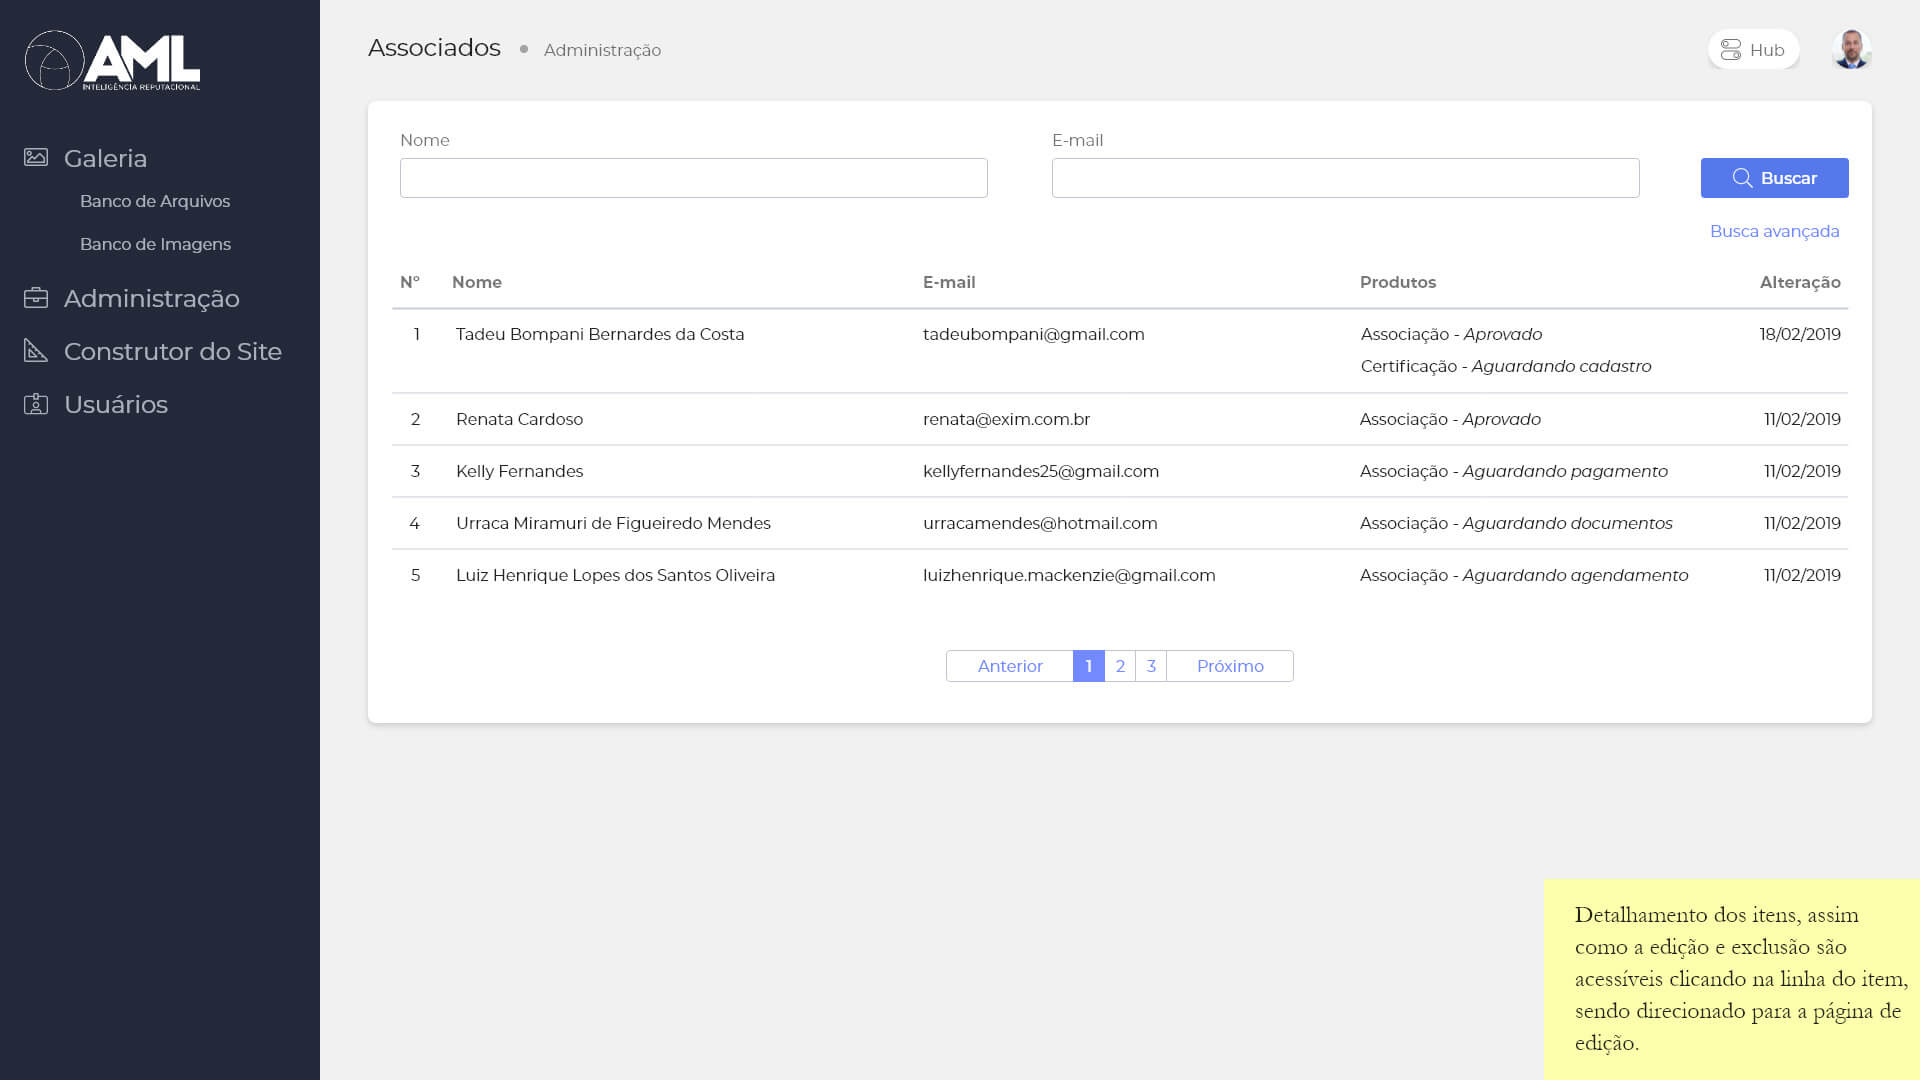 AML
INTELIGÊNCIA REPUTACIONAL
Galeria
Banco de Arquivos
Banco de Imagens
Administração
Construtor do Site
Usuários
Associados • Administração
Hub
Nome E-mail
Buscar
Busca avançada
Nº Nome E-mail Produtos Alteração
1 Tadeu Bompani Bernardes da Costa tadeubompani@gmail.com Associação - Aprovado 18/02/2019
Certificação - Aguardando cadastro
2 Renata Cardoso renata@exim.com.br Associação - Aprovado 11/02/2019
3 Kelly Fernandes kellyfernandes25@gmail.com Associação - Aguardando pagamento 11/02/2019
4 Urraca Miramuri de Figueiredo Mendes urracamendes@hotmail.com Associação - Aguardando documentos 11/02/2019
5 Luiz Henrique Lopes dos Santos Oliveira luizhenrique.mackenzie@gmail.com Associação - Aguardando agendamento 11/02/2019
Anterior 1 2 3 Próximo
Detalhamento dos itens, assim
como a edição e exclusão são
acessíveis clicando na linha do item,
sendo direcionado para a página de
edição.